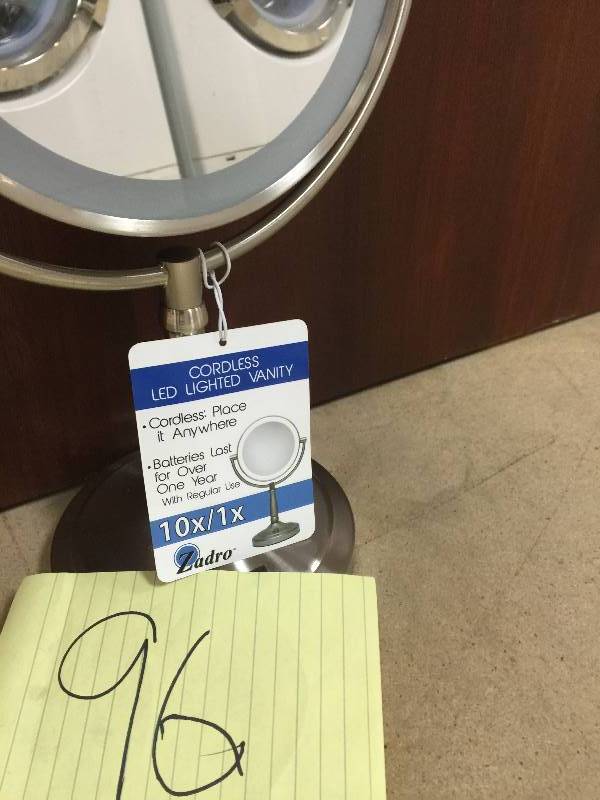 CORDLESS
LED LIGHTED VANITY
• Cordless: Place
it Anywhere
• Batteries Last
for Over
One Year
With Regular Use
10x/1x
Zadro
96